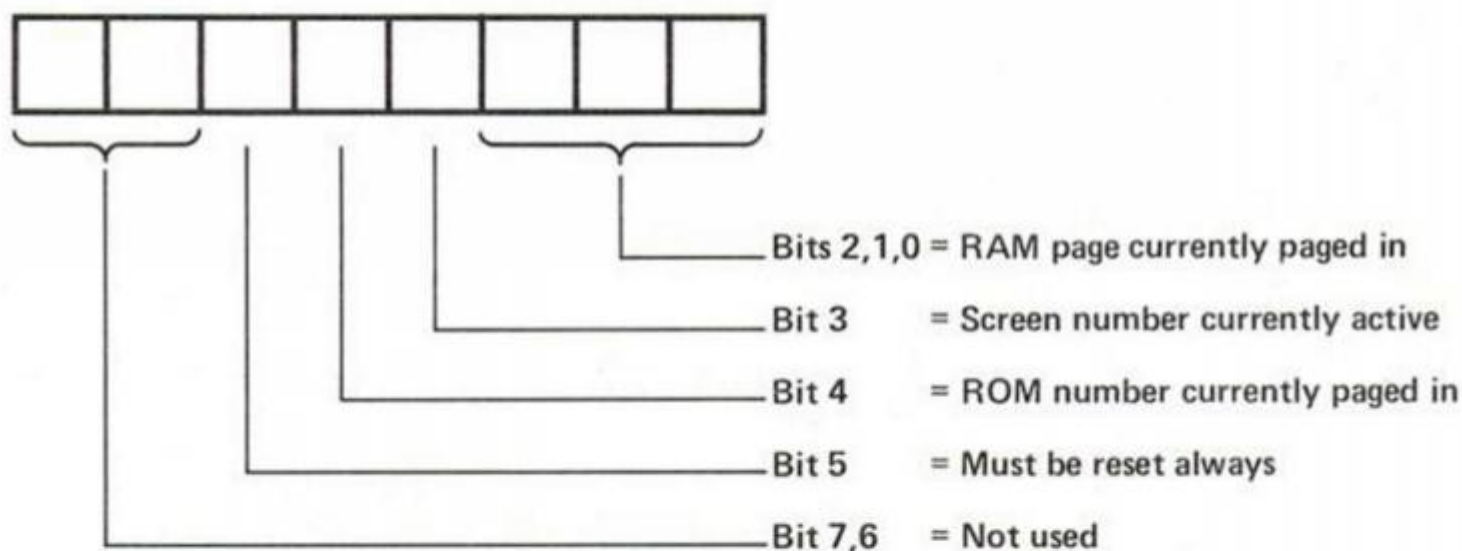 Bits 2,1,0 = RAM page currently paged in
Bit 3 = Screen number currently active
Bit 4 = ROM number currently paged in
Bit 5 = Must be reset always
Bit 7,6 = Not used